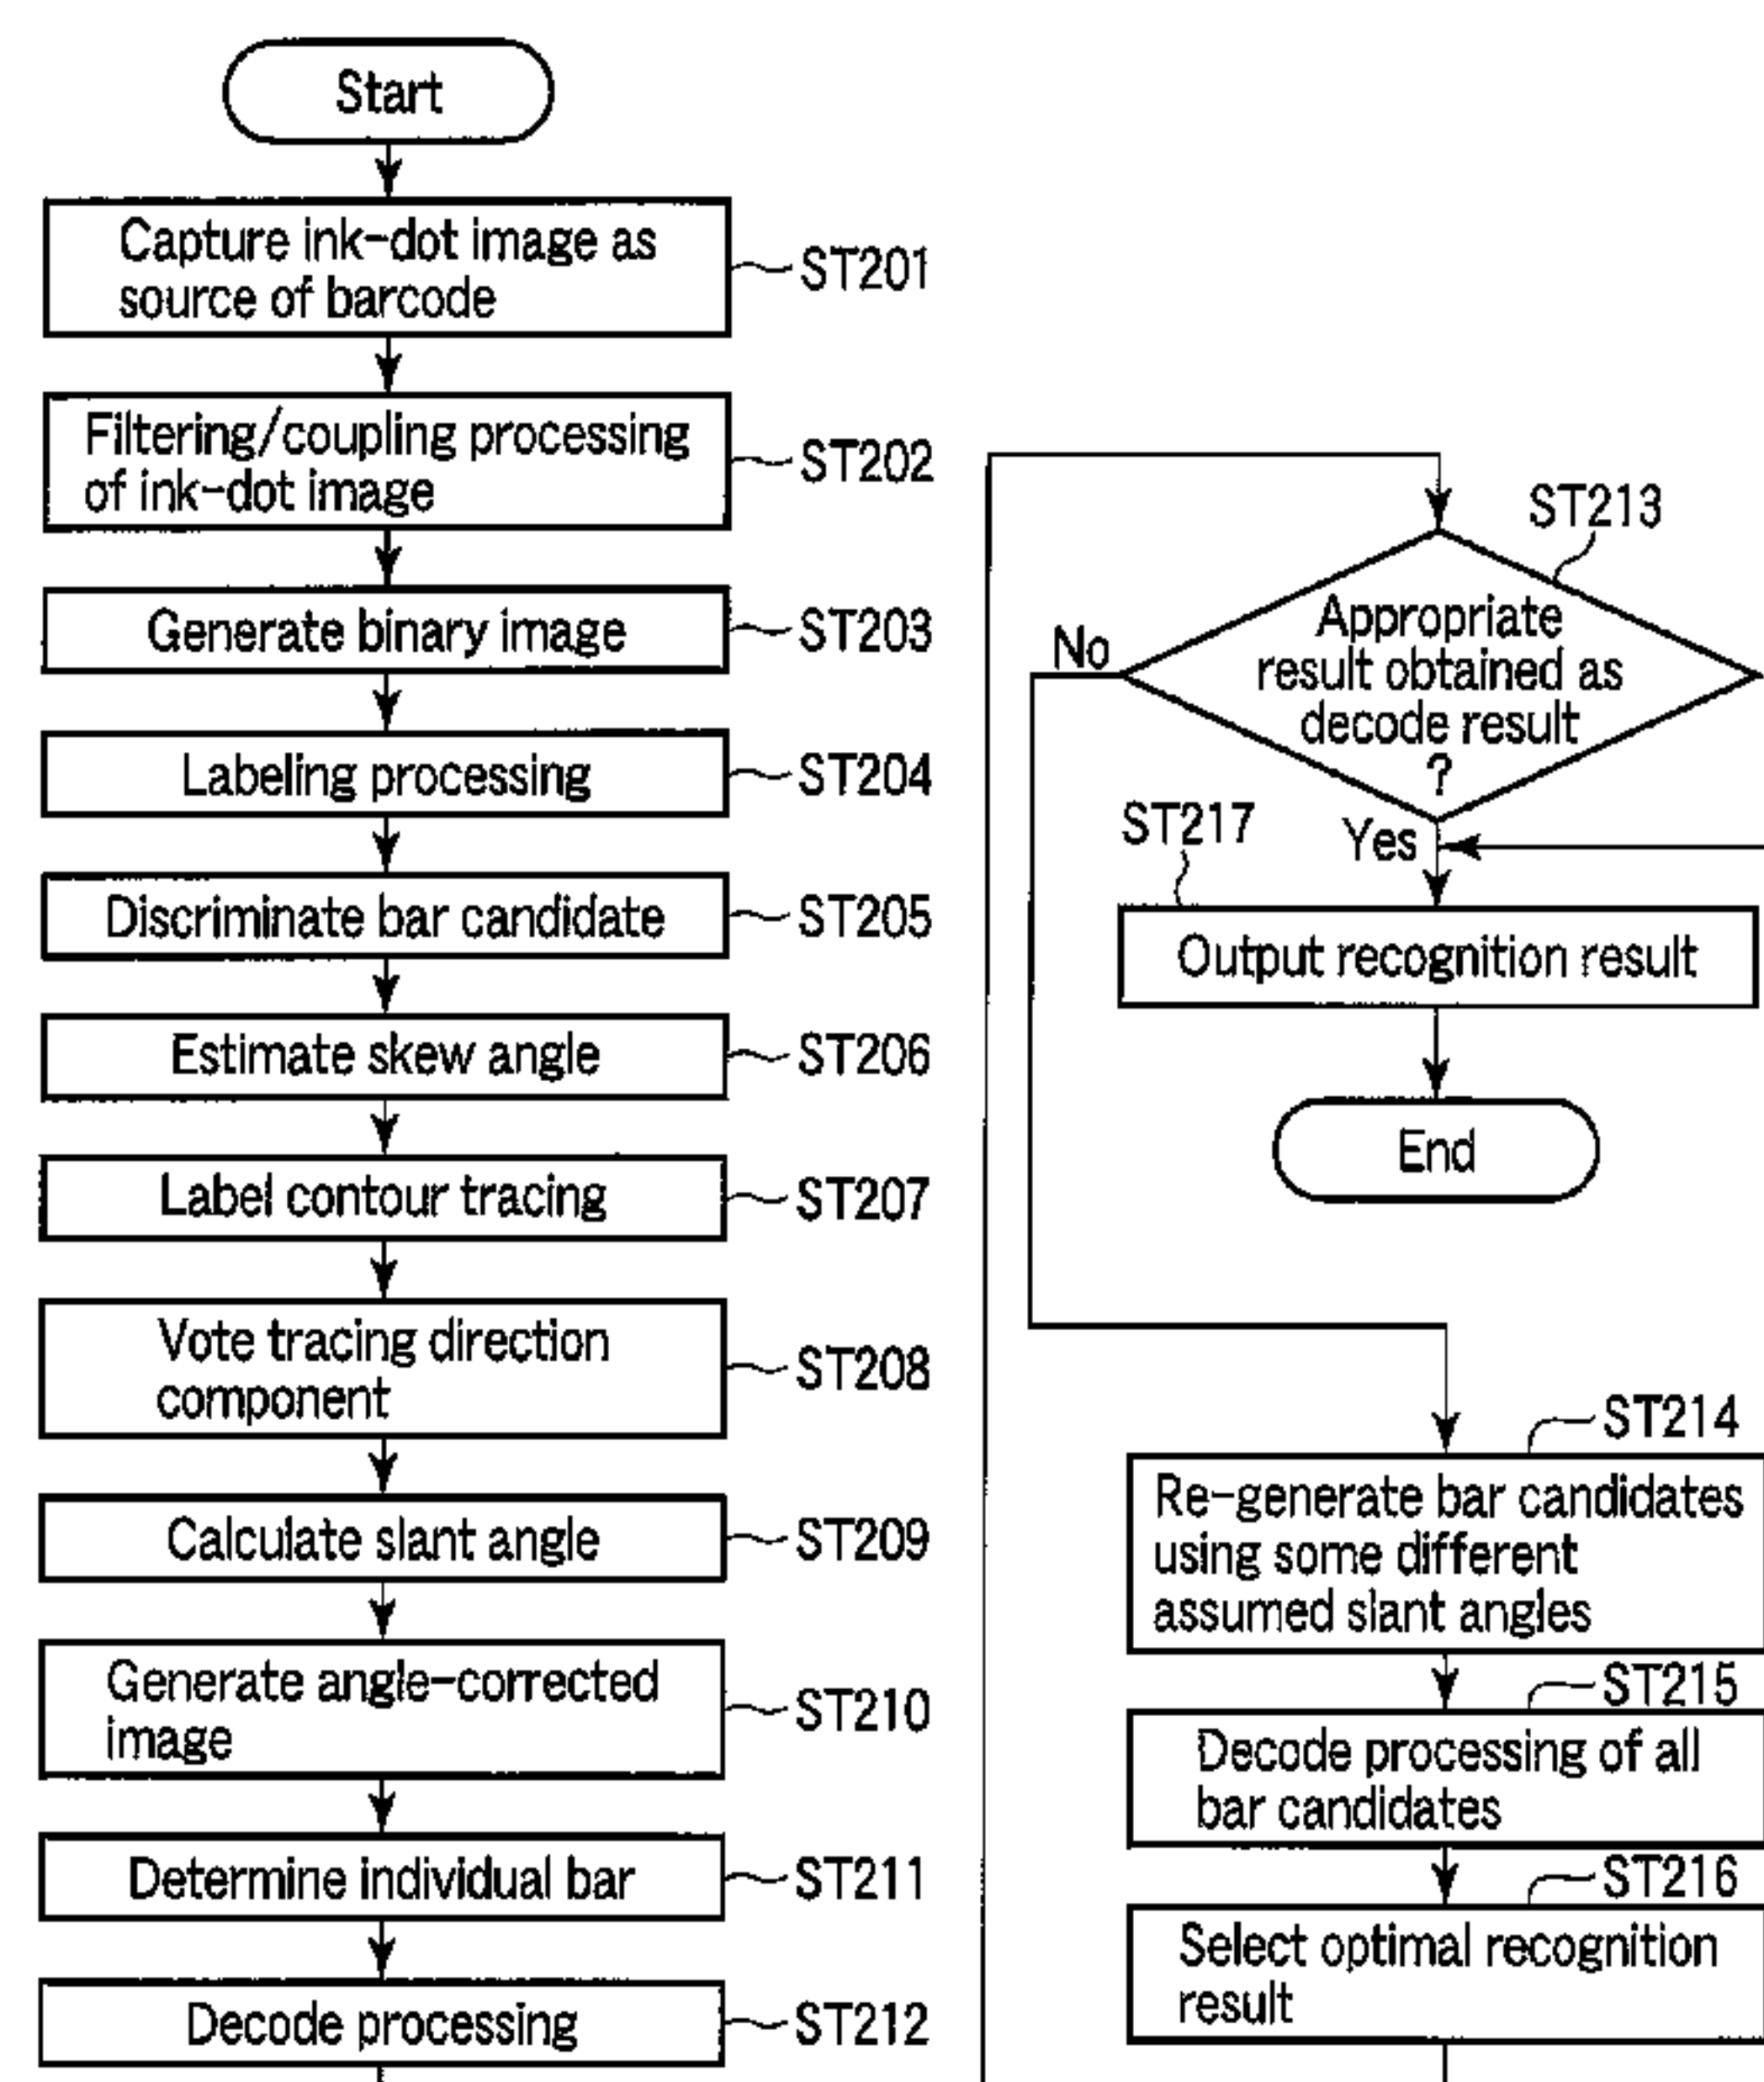 Start
Capture ink-dot image as
source of barcode
ST201
Filtering/coupling processing
of ink-dot image
ST202
Generate binary image
ST203
Labeling processing
ST204
Discriminate bar candidate
ST205
Estimate skew angle
ST206
Label contour tracing
ST207
Vote tracing direction
component
ST208
Calculate slant angle
ST209
Generate angle-corrected
image
ST210
Determine individual bar
ST211
Decode processing
ST212
ST213
Appropriate
result obtained as
decode result
?
No
Yes
ST217
Output recognition result
End
ST214
Re-generate bar candidates
using some different
assumed slant angles
ST215
Decode processing of all
bar candidates
ST216
Select optimal recognition
result